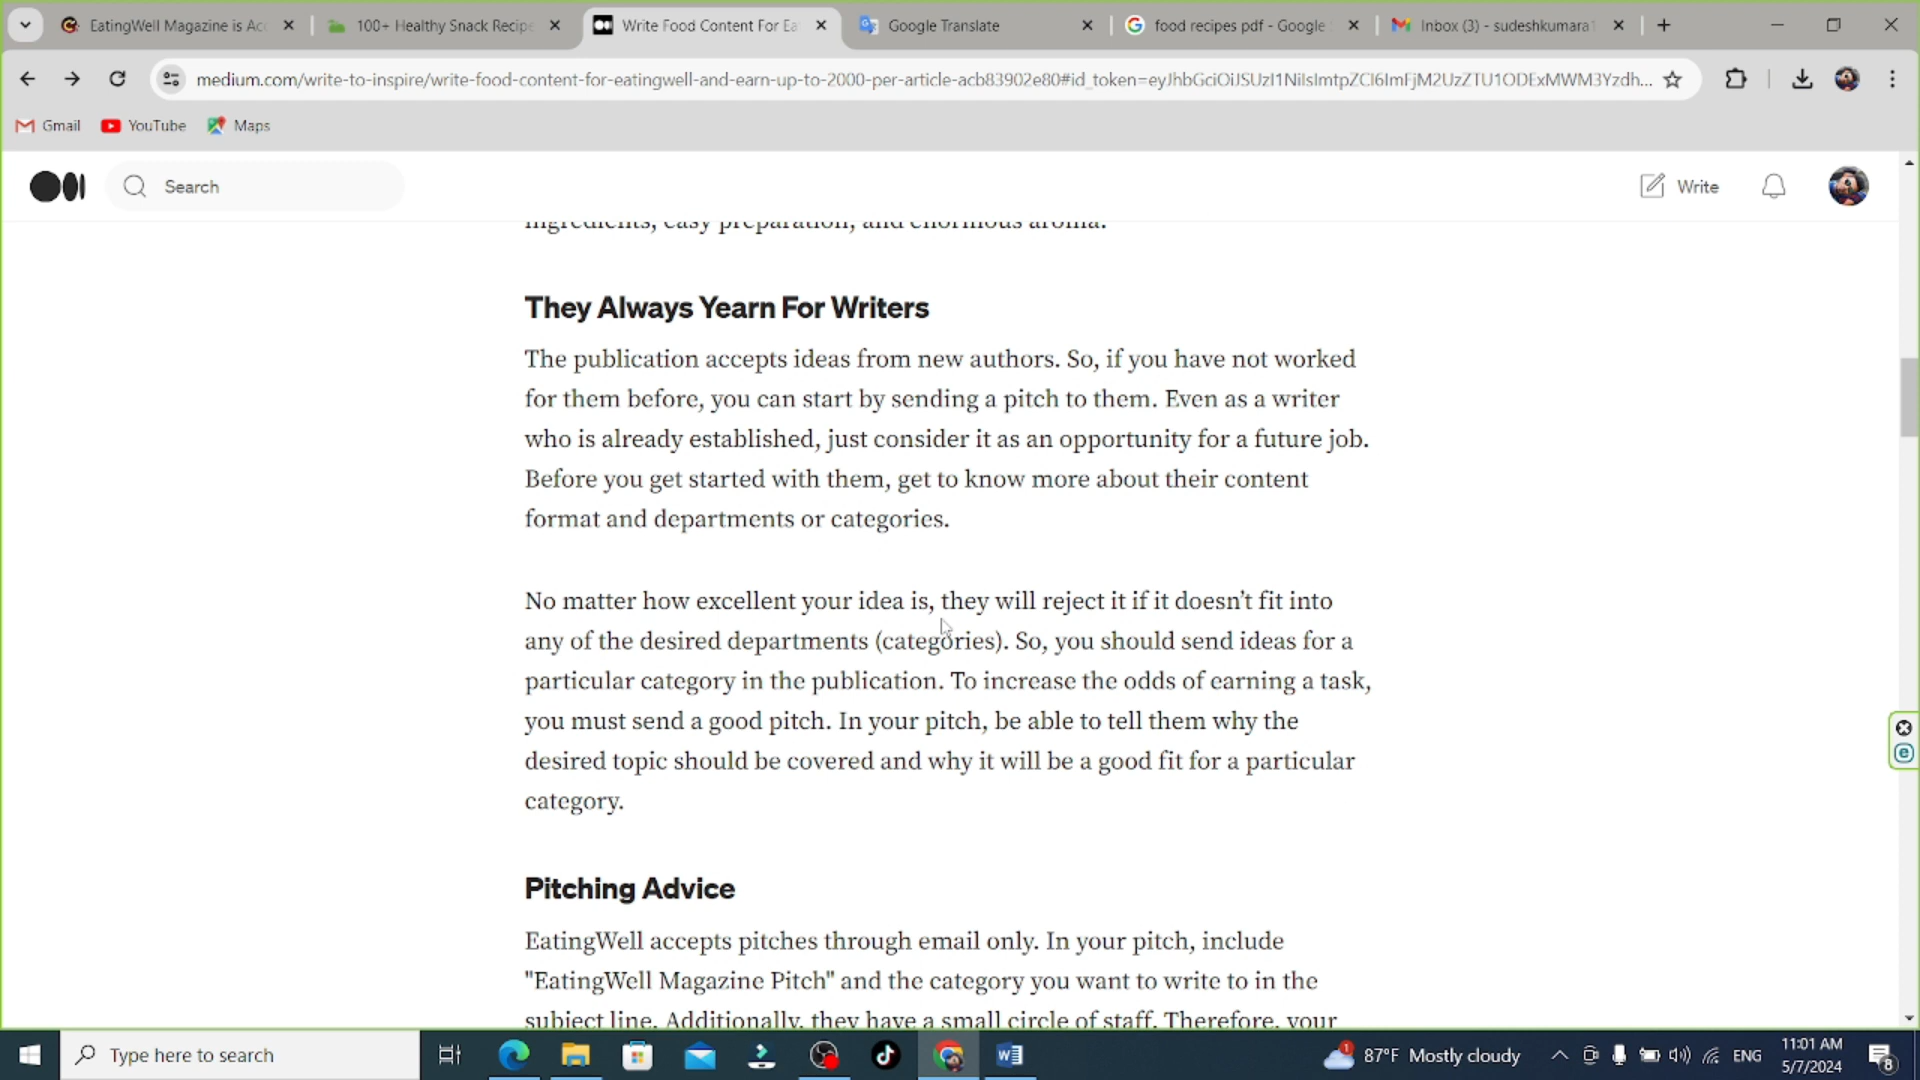 EatingWell Magazine is Acc
100+ Healthy Snack Recipe
Write Food Content For Ea
Google Translate
food recipes pdf - Google S
Inbox (3) - sudeshkumara1
medium.com/write-to-inspire/write-food-content-for-eatingwell-and-earn-up-to-2000-per-article-acb83902e80#id_token=eyJhbGciOiJSUzI1NiIsImtpZCI6ImFjM2UzZTU1ODExMWM3Yzdh...
Gmail
YouTube
Maps
Search
Write
ingredients, easy preparation, and enormous aroma.
They Always Yearn For Writers
The publication accepts ideas from new authors. So, if you have not worked
for them before, you can start by sending a pitch to them. Even as a writer
who is already established, just consider it as an opportunity for a future job.
Before you get started with them, get to know more about their content
format and departments or categories.
No matter how excellent your idea is, they will reject it if it doesn't fit into
any of the desired departments (categories). So, you should send ideas for a
particular category in the publication. To increase the odds of earning a task,
you must send a good pitch. In your pitch, be able to tell them why the
desired topic should be covered and why it will be a good fit for a particular
category.
Pitching Advice
EatingWell accepts pitches through email only. In your pitch, include
"EatingWell Magazine Pitch" and the category you want to write to in the
subject line. Additionally, they have a small circle of staff. Therefore, your
Type here to search
87°F Mostly cloudy
ENG
11:01 AM
5/7/2024
8